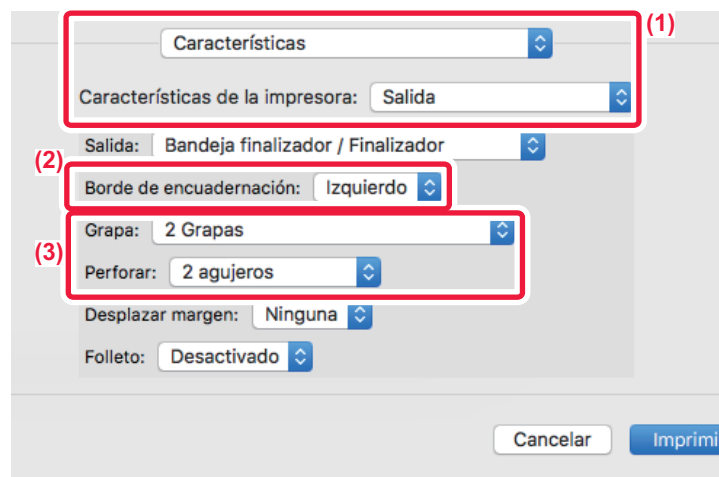 (1)
Características
Características de la impresora: Salida
Salida: Bandeja finalizador / Finalizador
(2)
Borde de encuadernación: Izquierdo
(3)
Grapa: 2 Grapas
Perforar: 2 agujeros
Desplazar margen: Ninguna
Folleto: Desactivado
Cancelar Imprimi